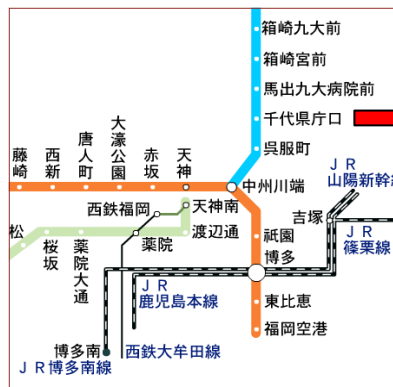 箱崎九大前
箱崎宮前
馬出九大病院前
千代県庁口
呉服町
藤崎
西新
唐人町
大濠公園
赤坂
天神
中州川端
JR
山陽新幹線
西鉄福岡
天神南
吉塚
JR
篠栗線
松
桜坂
薬院大通
薬院
渡辺通
祇園
博多
JR
鹿児島本線
東比恵
福岡空港
博多南
JR博多南線
西鉄大牟田線